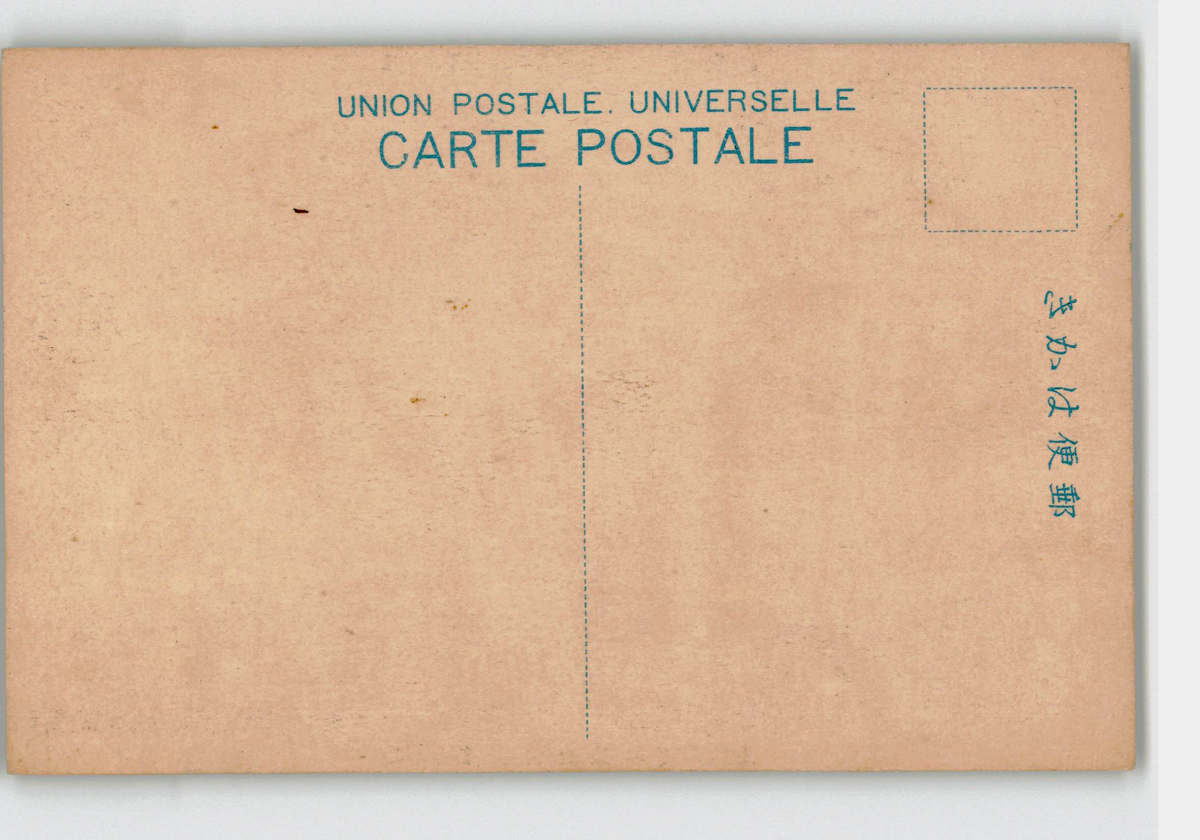 UNION POSTALE. UNIVERSELLE
CARTE POSTALE
きかは便郵